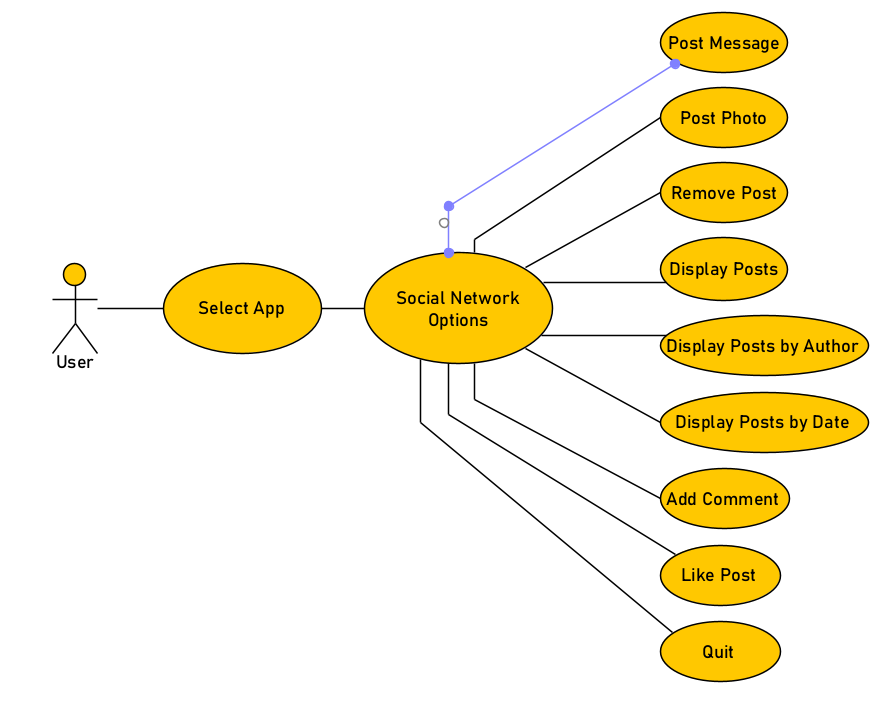 Post Message
Post Photo
Remove Post
Display Posts
Select App
Social Network
Options
User
Display Posts by Author
Display Posts by Date
Add Comment
Like Post
Quit